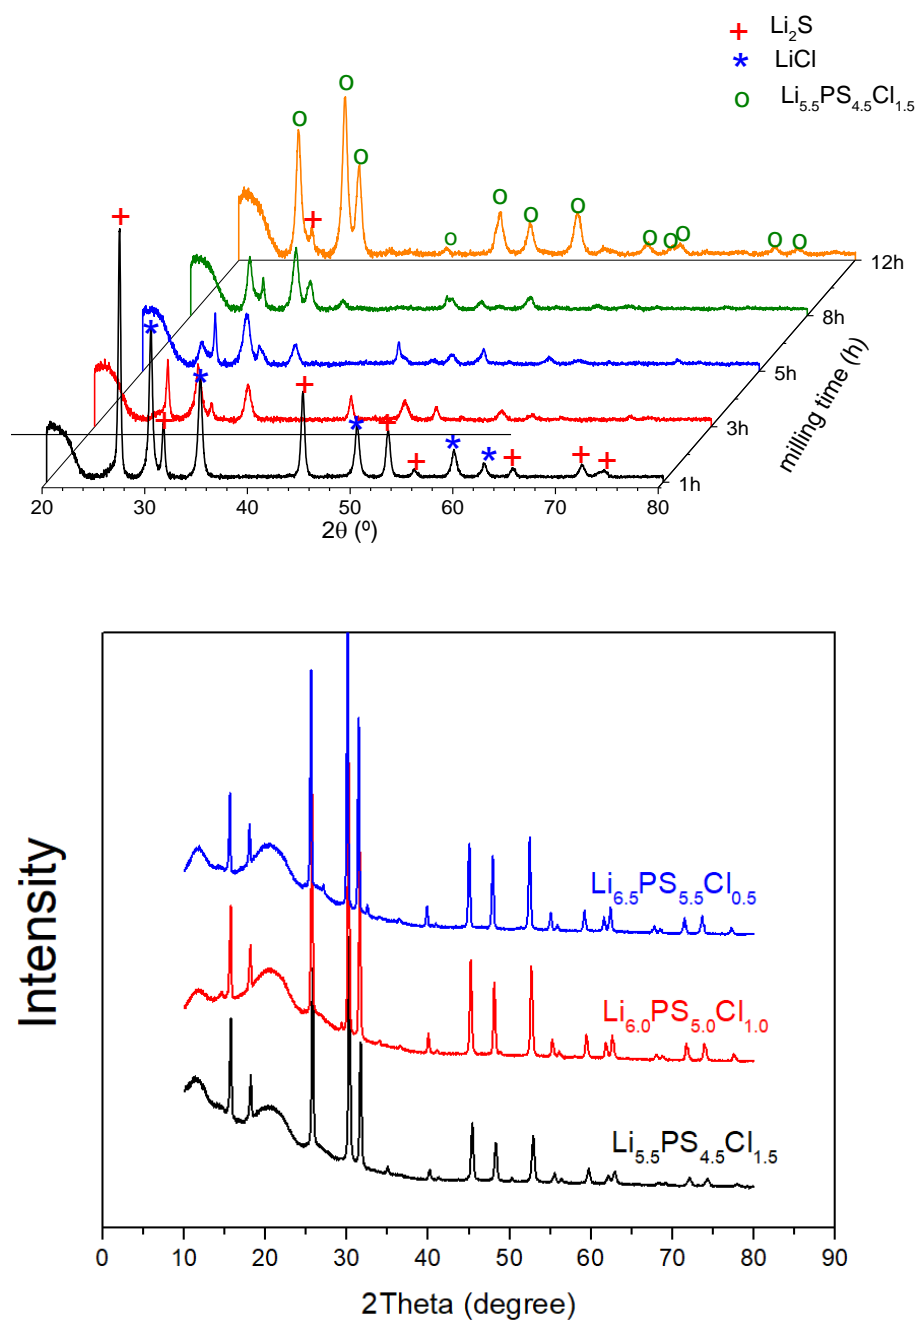 + Li₂S
* LiCl
o Li₅.₅PS₄.₅Cl₁.₅
12h
8h
5h
3h
1h
milling time (h)
20 30 40 50 60 70 80
2θ (º)
Intensity
Li₆.₅PS₅.₅Cl₀.₅
Li₆.₀PS₅.₀Cl₁.₀
Li₅.₅PS₄.₅Cl₁.₅
0 10 20 30 40 50 60 70 80 90
2Theta (degree)